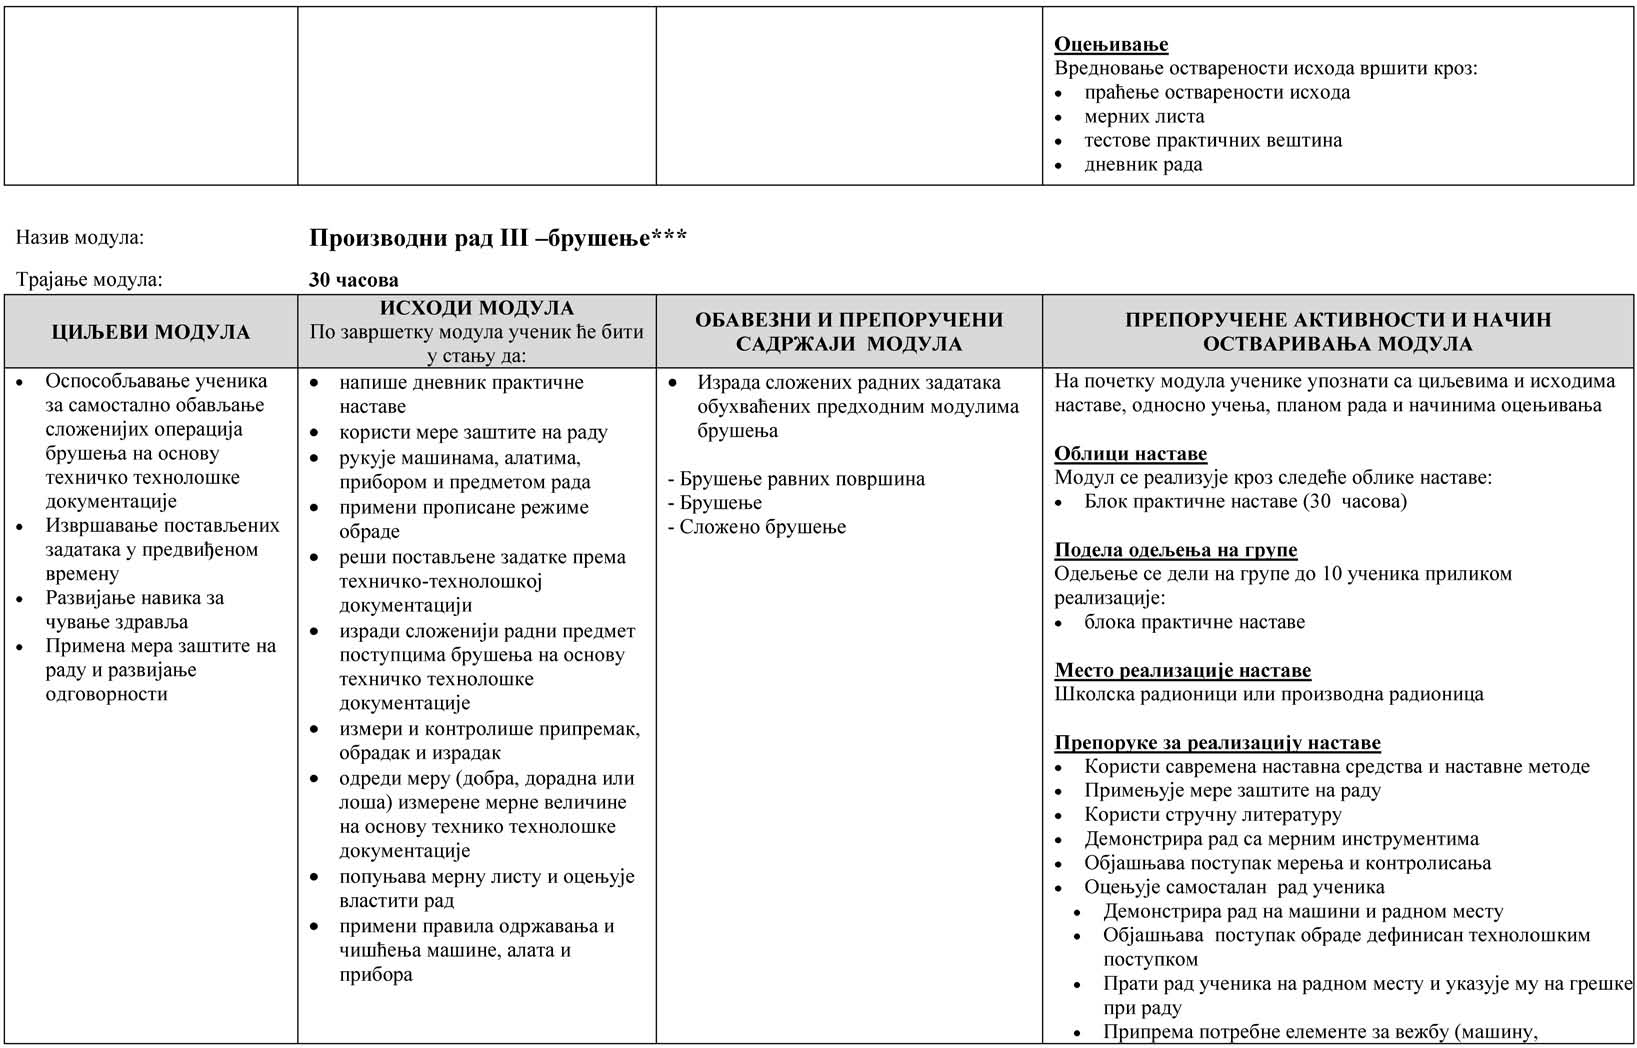 Оцењивање
Вредновање остварености исхода вршити кроз:
• праћење остварености исхода
• мерних листа
• тестове практичних вештина
• дневник рада
Назив модула: Производни рад III –брушење***
Трајање модула: 30 часова
ЦИЉЕВИ МОДУЛА
ИСХОДИ МОДУЛА
По завршетку модула ученик ће бити
у стању да:
ОБАВЕЗНИ И ПРЕПОРУЧЕНИ
САДРЖАЈИ МОДУЛА
ПРЕПОРУЧЕНЕ АКТИВНОСТИ И НАЧИН
ОСТВАРИВАЊА МОДУЛА
• Оспособљавање ученика
за самостално обављање
сложенијих операција
брушења на основу
техничко технолошке
документације
• Извршавање постављених
задатака у предвиђеном
времену
• Развијање навика за
чување здравља
• Примена мера заштите на
раду и развијање
одговорности
• напише дневник практичне
наставе
• користи мере заштите на раду
• рукује машинама, алатима,
прибором и предметом рада
• примени прописане режиме
обраде
• реши постављене задатке према
техничко-технолошкој
документацији
• изради сложенији радни предмет
поступцима брушења на основу
техничко технолошке
документације
• измери и контролише припремак,
обрадак и израдак
• одреди меру (добра, дорадна или
лоша) измерене мерне величине
на основу технико технолошке
документације
• попуњава мерну листу и оцењује
властити рад
• примени правила одржавања и
чишћења машине, алата и
прибора
• Израда сложених радних задатака
обухваћених предходним модулима
брушења
- Брушење равних површина
- Брушење
- Сложено брушење
На почетку модула ученике упознати са циљевима и исходима
наставе, односно учења, планом рада и начинима оцењивања
Облици наставе
Модул се реализује кроз следеће облике наставе:
• Блок практичне наставе (30 часова)
Подела одељења на групе
Одељење се дели на групе до 10 ученика приликом
реализације:
• блока практичне наставе
Место реализације наставе
Школска радионици или производна радионица
Препоруке за реализацију наставе
• Користи савремена наставна средства и наставне методе
• Примењује мере заштите на раду
• Користи стручну литературу
• Демонстрира рад са мерним инструментима
• Објашњава поступак мерења и контролисања
• Оцењује самосталан рад ученика
• Демонстрира рад на машини и радном месту
• Објашњава поступак обраде дефинисан технолошким
поступком
• Прати рад ученика на радном месту и указује му на грешке
при раду
• Припрема потребне елементе за вежбу (машину,